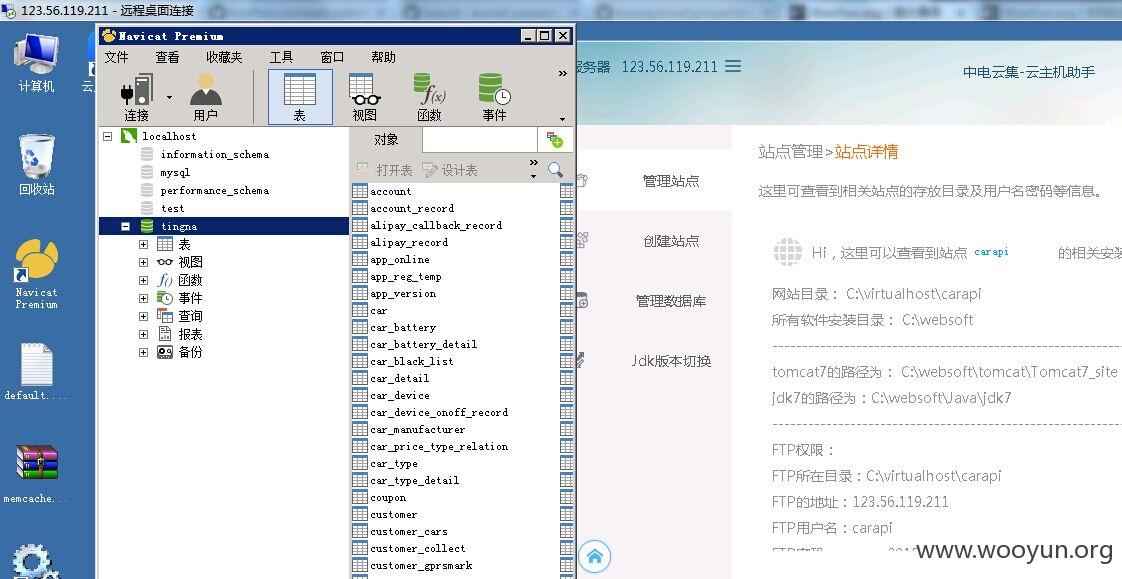 123.56.119.211 - 远程桌面连接
计算机
云
回收站
Navicat
Premium
default....
memcache...
Navicat Premium
文件 查看 收藏夹 工具 窗口 帮助
连接 用户 表 视图 函数 事件
localhost
information_schema
mysql
performance_schema
test
tingna
表
视图
函数
事件
查询
报表
备份
对象
打开表 设计表
account
account_record
alipay_callback_record
alipay_record
app_online
app_reg_temp
app_version
car
car_battery
car_battery_detail
car_black_list
car_detail
car_device
car_device_onoff_record
car_manufacturer
car_price_type_relation
car_type
car_type_detail
coupon
customer
customer_cars
customer_collect
customer_gprsmark
服务器 123.56.119.211
中电云集-云主机助手
管理站点
创建站点
管理数据库
Jdk版本切换
站点管理>站点详情
这里可查看到相关站点的存放目录及用户名密码等信息。
Hi，这里可以查看到站点 carapi 的相关安装
网站目录： C:\virtualhost\carapi
所有软件安装目录： C:\websoft
tomcat7的路径为： C:\websoft\tomcat\Tomcat7_site
jdk7的路径为：C:\websoft\Java\jdk7
FTP权限：
FTP所在目录：C:\virtualhost\carapi
FTP的地址：123.56.119.211
FTP用户名：carapi
www.wooyun.org